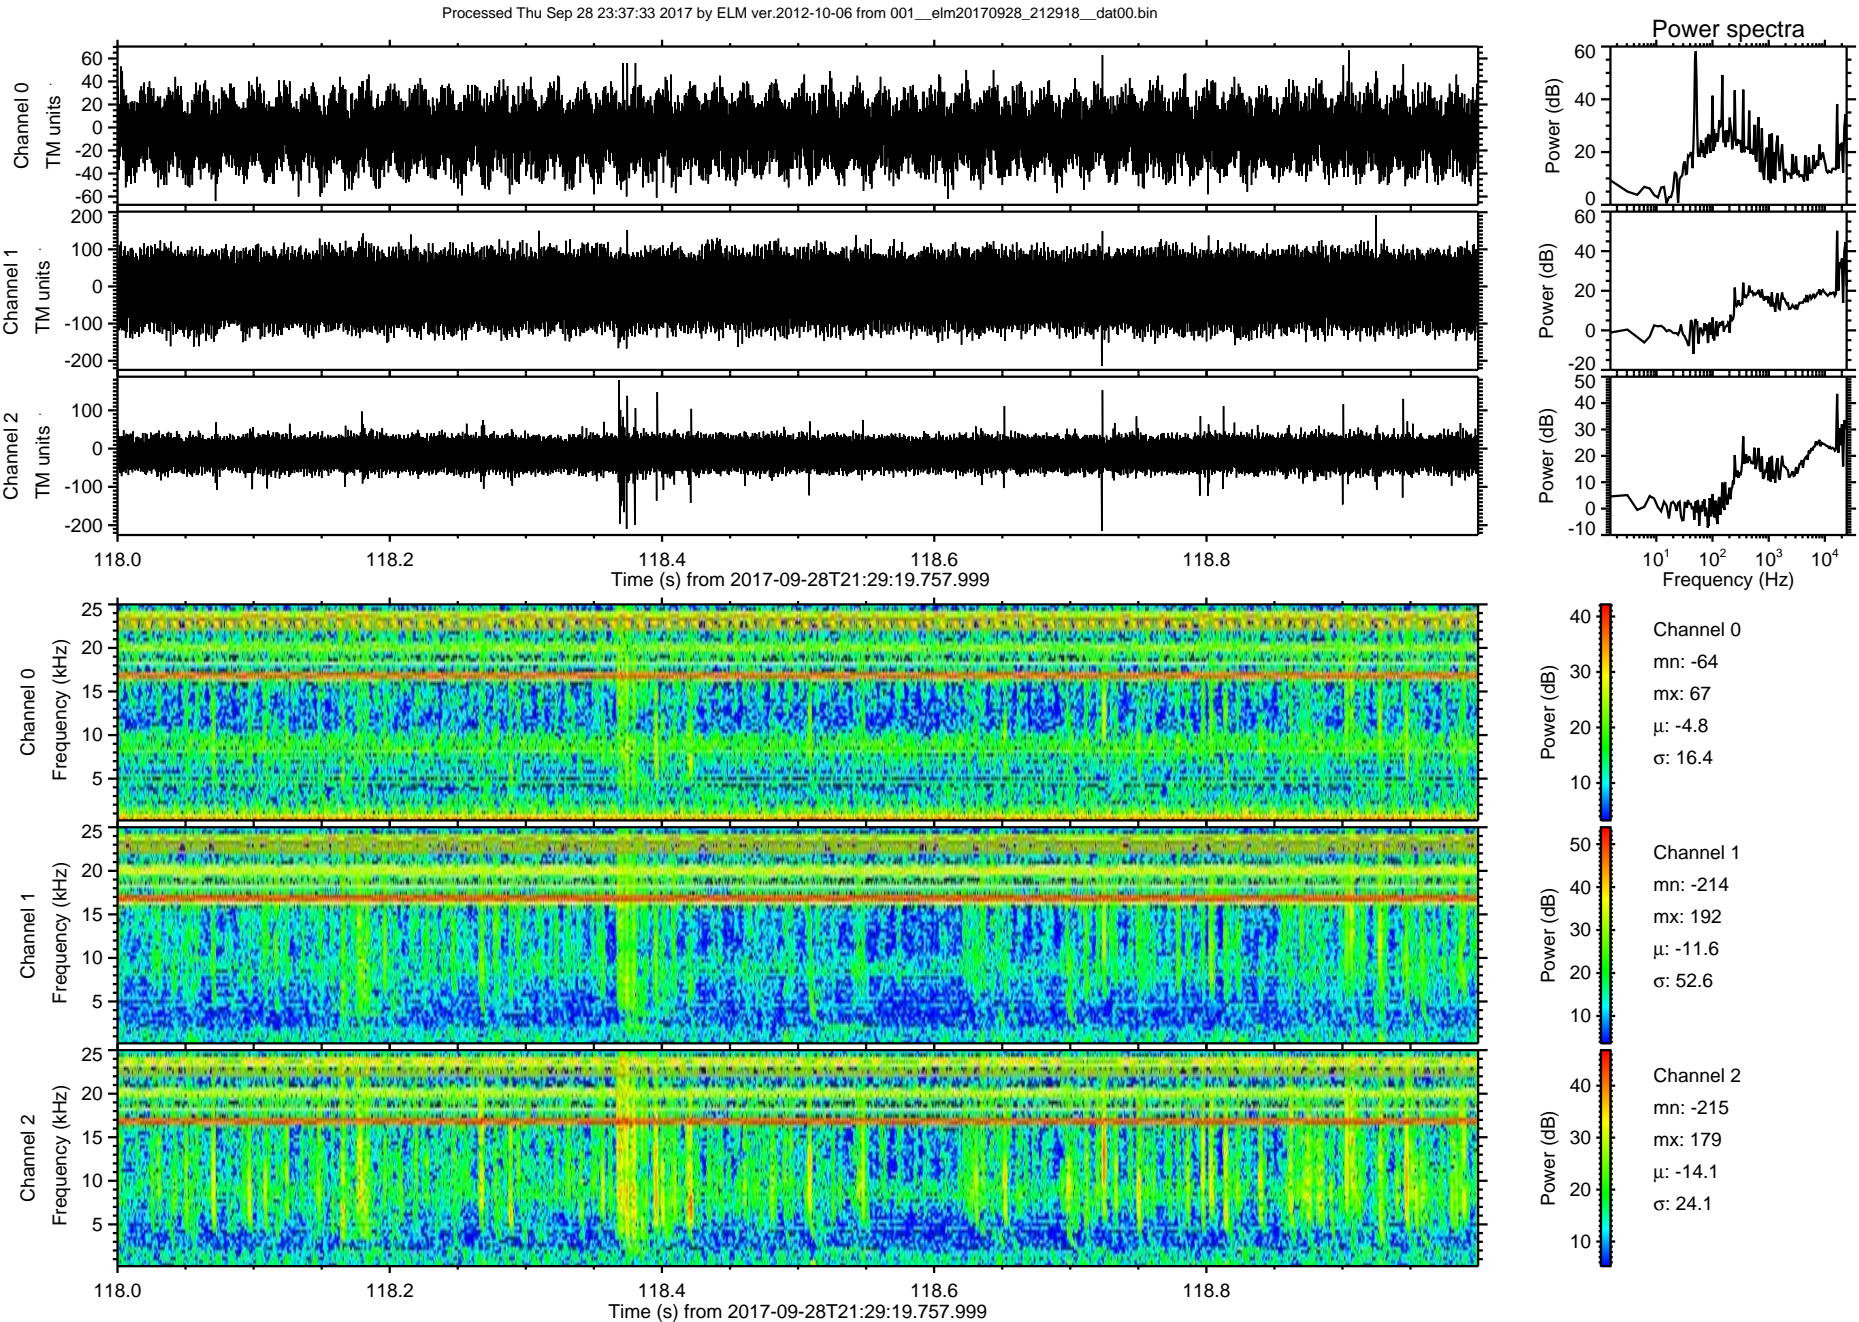 Processed Thu Sep 28 23:37:33 2017 by ELM ver.2012-10-06 from 001__elm20170928_212918__dat00.bin
Power spectra
Channel 0
TM units
60
40
20
0
-20
-40
-60
Power (dB)
60
40
20
0
Channel 1
TM units
200
100
0
-100
-200
Power (dB)
60
40
20
0
-20
Channel 2
TM units
100
0
-100
-200
Power (dB)
50
40
30
20
10
0
-10
118.0 118.2 118.4 118.6 118.8
Time (s) from 2017-09-28T21:29:19.757.999
10^1 10^2 10^3 10^4
Frequency (Hz)
Channel 0
Frequency (kHz)
25
20
15
10
5
Power (dB)
40
30
20
10
Channel 0
mn: -64
mx: 67
μ: -4.8
σ: 16.4
Channel 1
Frequency (kHz)
25
20
15
10
5
Power (dB)
50
40
30
20
10
Channel 1
mn: -214
mx: 192
μ: -11.6
σ: 52.6
Channel 2
Frequency (kHz)
25
20
15
10
5
Power (dB)
40
30
20
10
Channel 2
mn: -215
mx: 179
μ: -14.1
σ: 24.1
118.0 118.2 118.4 118.6 118.8
Time (s) from 2017-09-28T21:29:19.757.999